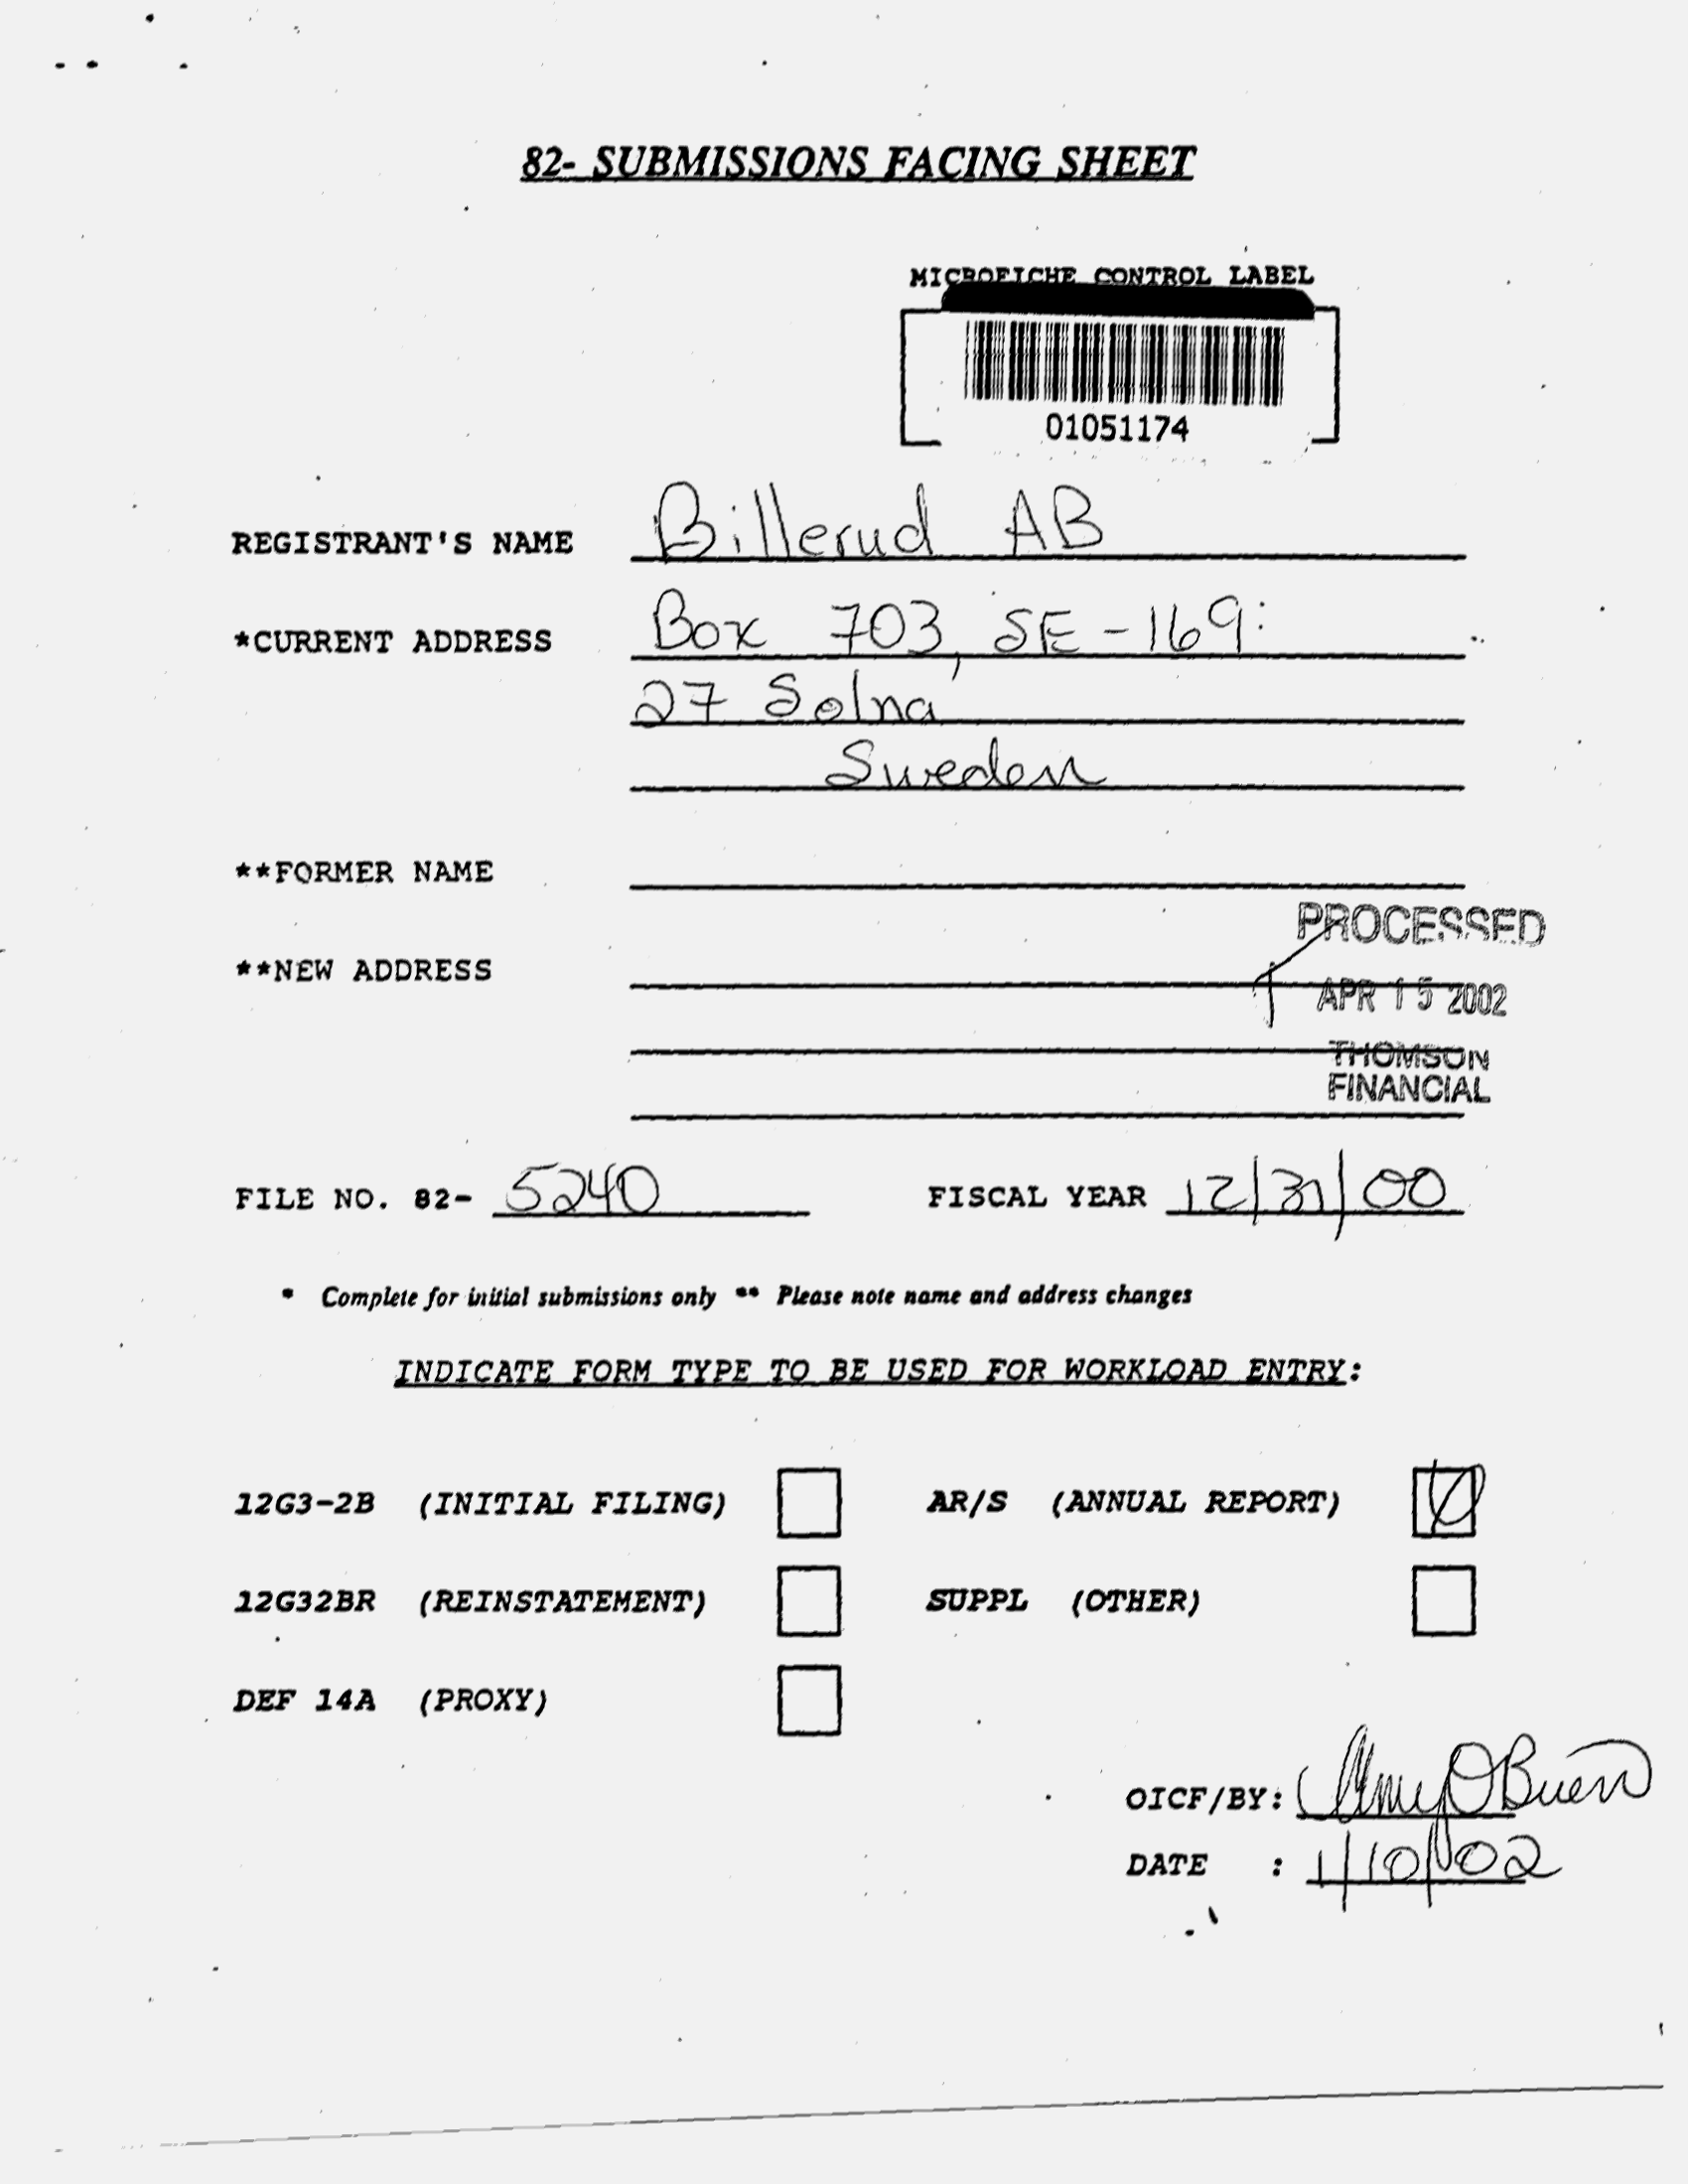 82- SUBMISSIONS FACING SHEET
MICROFICHE CONTROL LABEL
01051174
REGISTRANT'S NAME Billerud AB
*CURRENT ADDRESS Box 703, SE-169:
27 Solna
Sweden
**FORMER NAME
PROCESSED
**NEW ADDRESS
APR 15 2002
THOMSON
FINANCIAL
FILE NO. 82- 5240 FISCAL YEAR 12/31/00
* Complete for initial submissions only ** Please note name and address changes
INDICATE FORM TYPE TO BE USED FOR WORKLOAD ENTRY:
12G3-2B (INITIAL FILING) AR/S (ANNUAL REPORT)
12G32BR (REINSTATEMENT) SUPPL (OTHER)
DEF 14A (PROXY)
OICF/BY: Amy O'Brien
DATE : 1/10/02